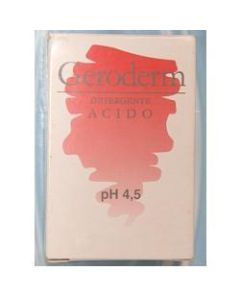 Geroderm
DETERGENTE
ACIDO
pH 4,5